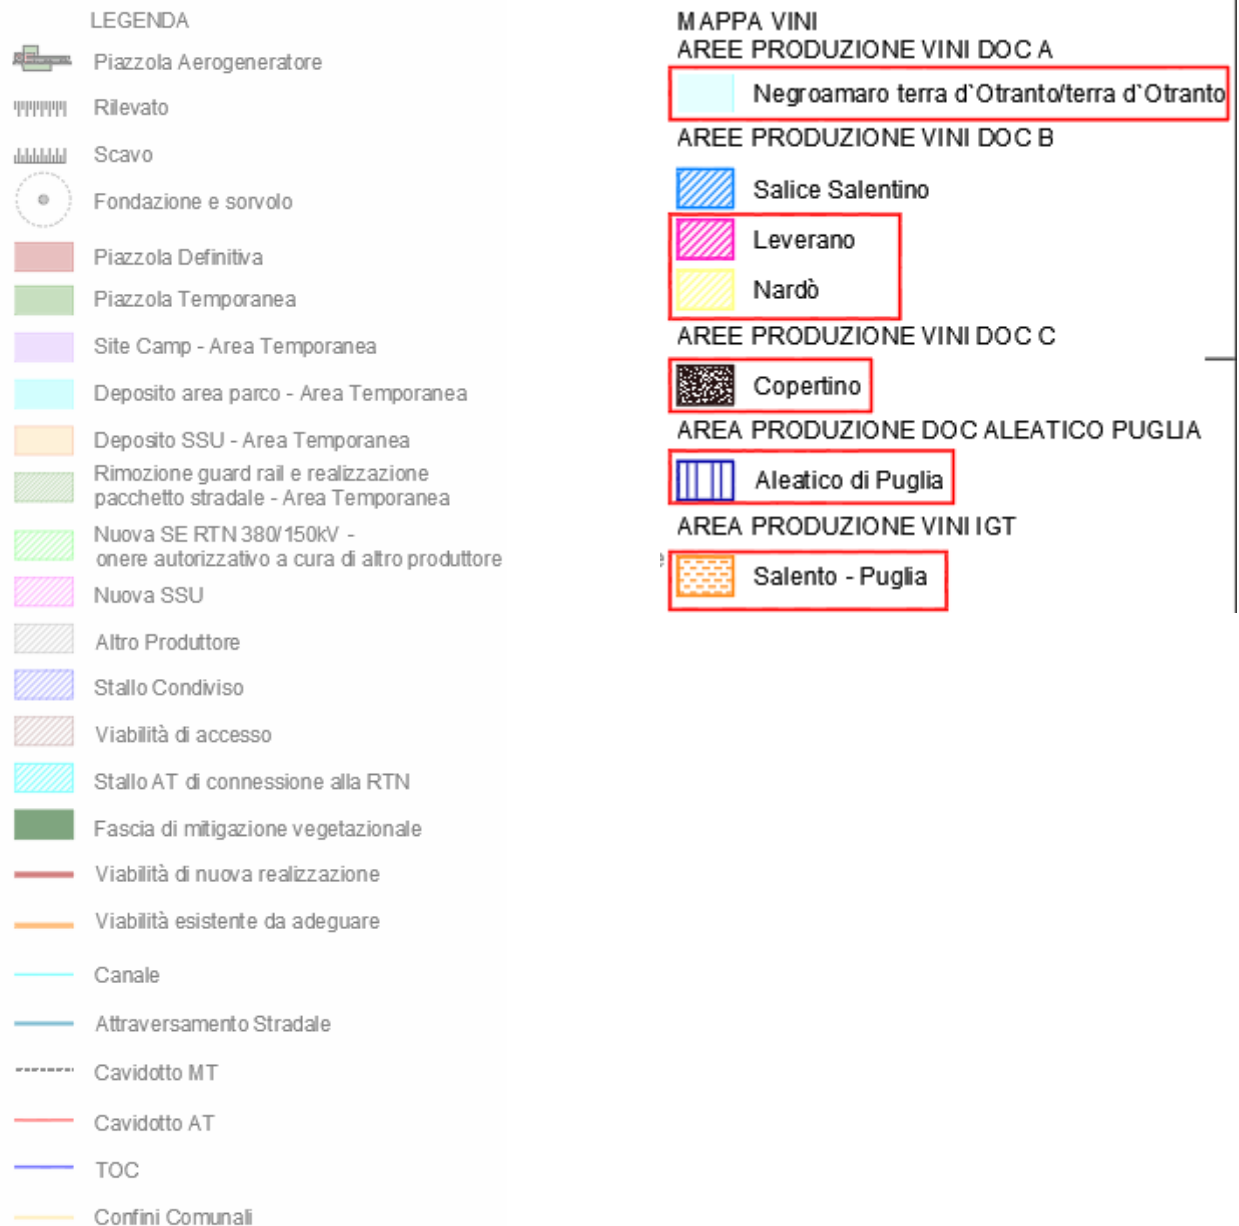 LEGENDA
Piazzola Aerogeneratore
Rilevato
Scavo
Fondazione e sorvolo
Piazzola Definitiva
Piazzola Temporanea
Site Camp - Area Temporanea
Deposito area parco - Area Temporanea
Deposito SSU - Area Temporanea
Rimozione guard rail e realizzazione
pacchetto stradale - Area Temporanea
Nuova SE RTN 380/150kV -
onere autorizzativo a cura di altro produttore
Nuova SSU
Altro Produttore
Stallo Condiviso
Viabilità di accesso
Stallo AT di connessione alla RTN
Fascia di mitigazione vegetazionale
Viabilità di nuova realizzazione
Viabilità esistente da adeguare
Canale
Attraversamento Stradale
Cavidotto MT
Cavidotto AT
TOC
Confini Comunali
MAPPA VINI
AREE PRODUZIONE VINI DOC A
Negroamaro terra d`Otranto/terra d`Otranto
AREE PRODUZIONE VINI DOC B
Salice Salentino
Leverano
Nardò
AREE PRODUZIONE VINI DOC C
Copertino
AREA PRODUZIONE DOC ALEATICO PUGLIA
Aleatico di Puglia
AREA PRODUZIONE VINI IGT
Salento - Puglia